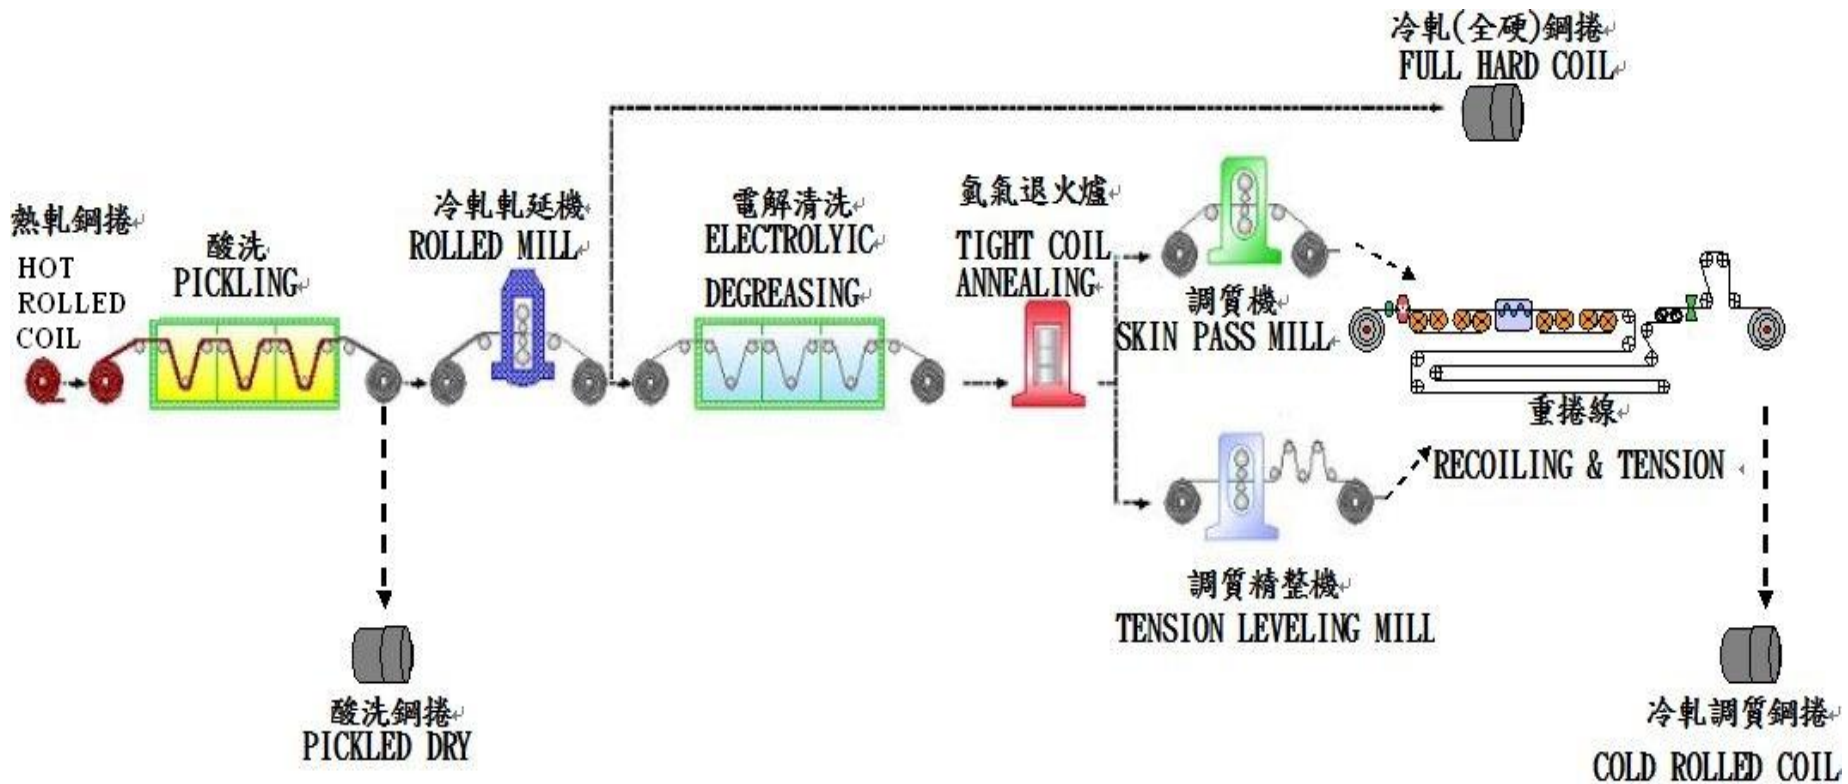 冷軋(全硬)鋼捲
FULL HARD COIL
熱軋鋼捲
HOT
ROLLED
COIL
酸洗
PICKLING
冷軋軋延機
ROLLED MILL
電解清洗
ELECTROLYIC
DEGREASING
氫氣退火爐
TIGHT COIL
ANNEALING
調質機
SKIN PASS MILL
重捲線
RECOILING & TENSION
調質精整機
TENSION LEVELING MILL
酸洗鋼捲
PICKLED DRY
冷軋調質鋼捲
COLD ROLLED COIL